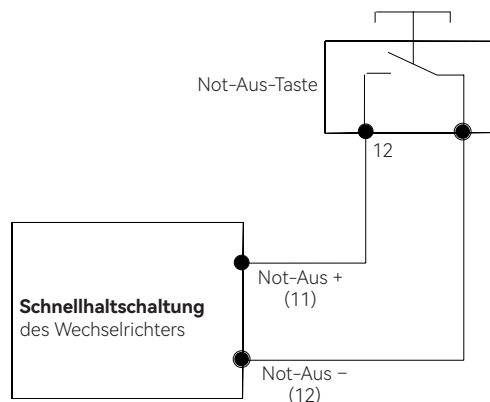 Not-Aus-Taste
12
Not-Aus +
(11)
Schnellhaltschaltung
des Wechselrichters
Not-Aus –
(12)